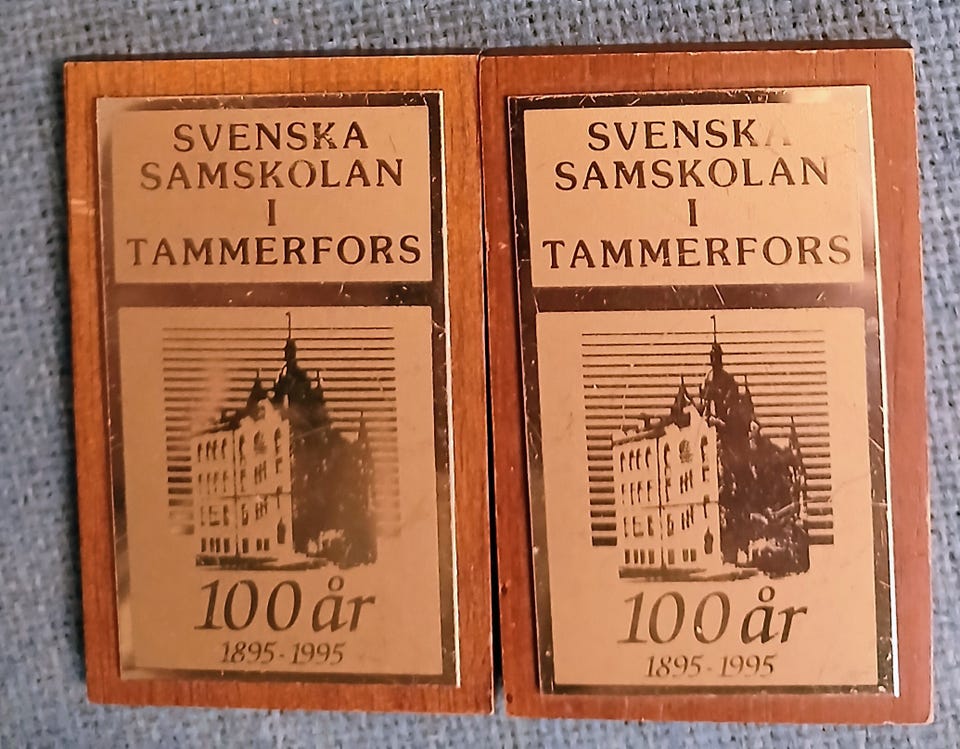 SVENSKA
SAMSKOLAN
I
TAMMERFORS
100 år
1895-1995
SVENSKA
SAMSKOLAN
I
TAMMERFORS
100 år
1895-1995